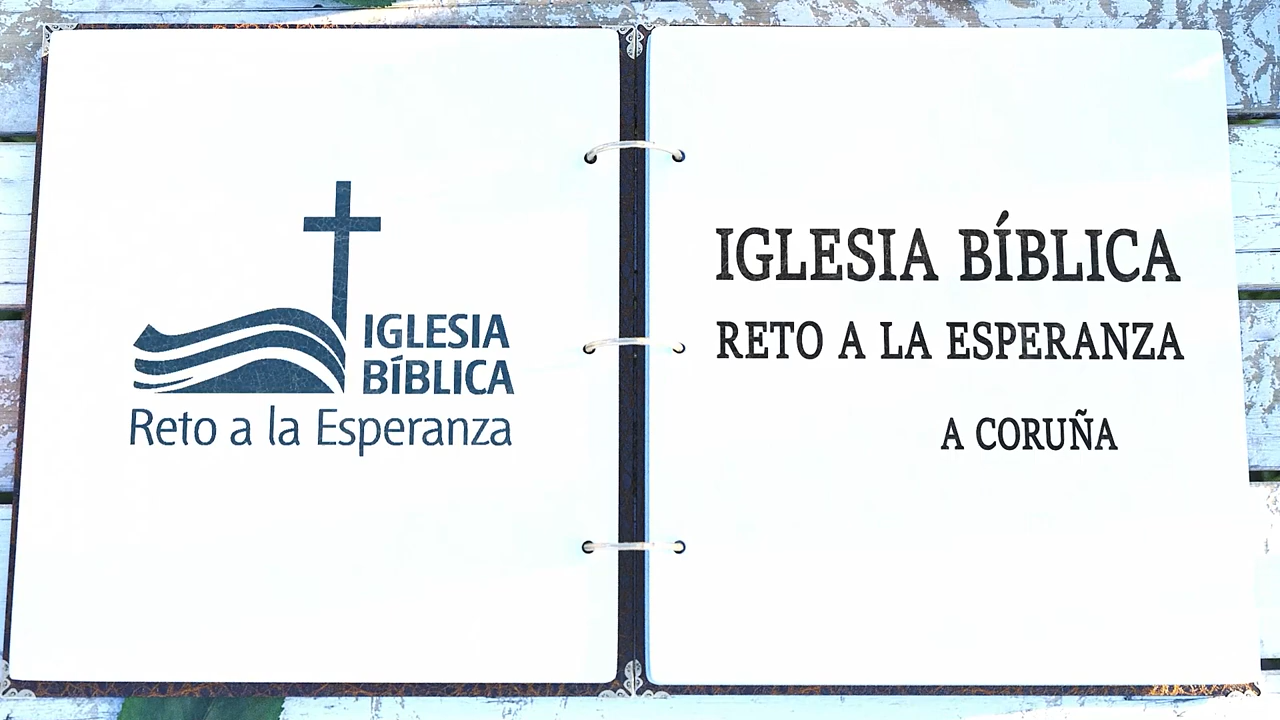 IGLESIA
BÍBLICA
Reto a la Esperanza
IGLESIA BÍBLICA
RETO A LA ESPERANZA
A CORUÑA